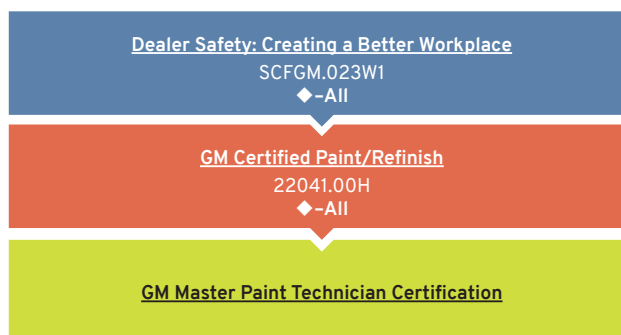 Dealer Safety: Creating a Better Workplace
SCFGM.023W1
◆–All
GM Certified Paint/Refinish
22041.00H
◆–All
GM Master Paint Technician Certification